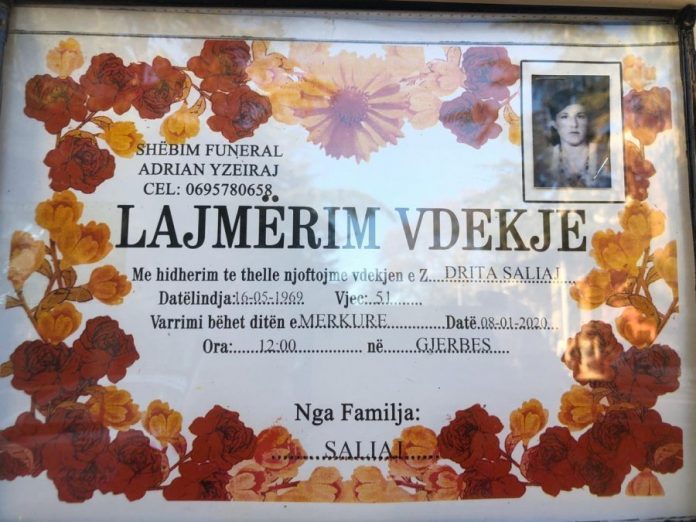 SHËBIM FUNERAL
ADRIAN YZEIRAJ
CEL: 0695780658
LAJMËRIM VDEKJE
Me hidherim te thelle njoftojme vdekjen e Z....DRITA SALIAJ....
Datëlindja:16-05-1969 Vjec:..51........
Varrimi bëhet ditën e MERKURE............... Datë.08-01-2020..
Ora:......12:00.................... në.......GJERBES....
Nga Familja:
..........SALIAJ.......